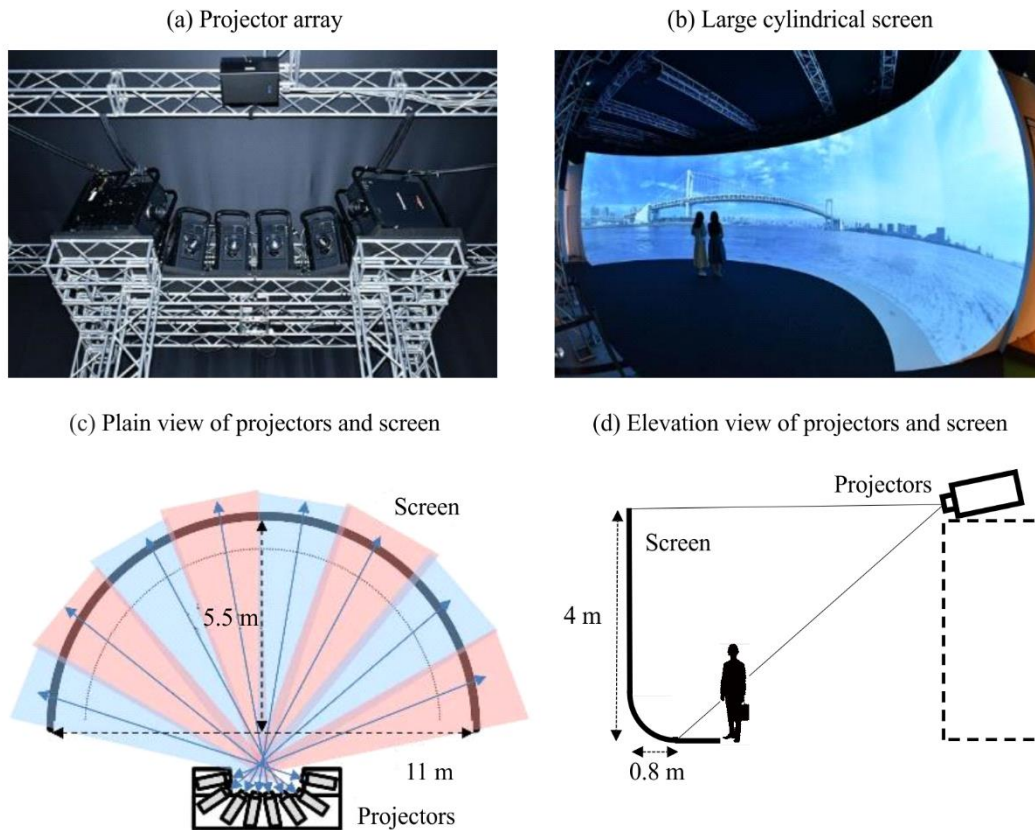 (a) Projector array
(b) Large cylindrical screen
(c) Plain view of projectors and screen
(d) Elevation view of projectors and screen
Screen
5.5 m
11 m
Projectors
Projectors
Screen
4 m
0.8 m